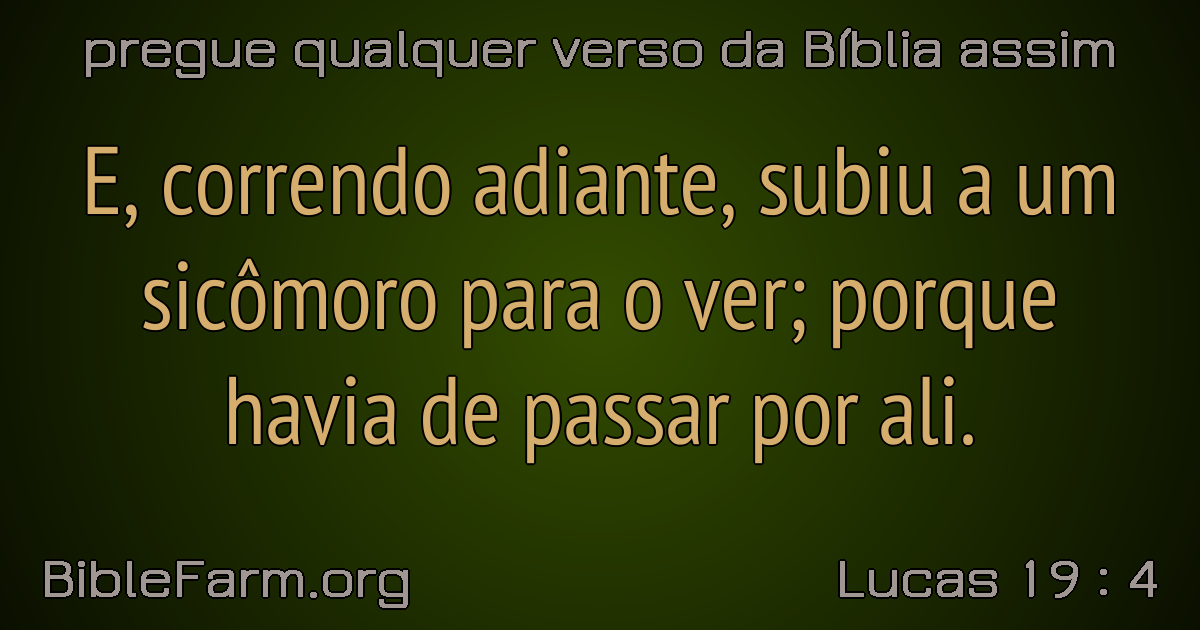 pregue qualquer verso da Bíblia assim
E, correndo adiante, subiu a um
sicômoro para o ver; porque
havia de passar por ali.
BibleFarm.org
Lucas 19 : 4